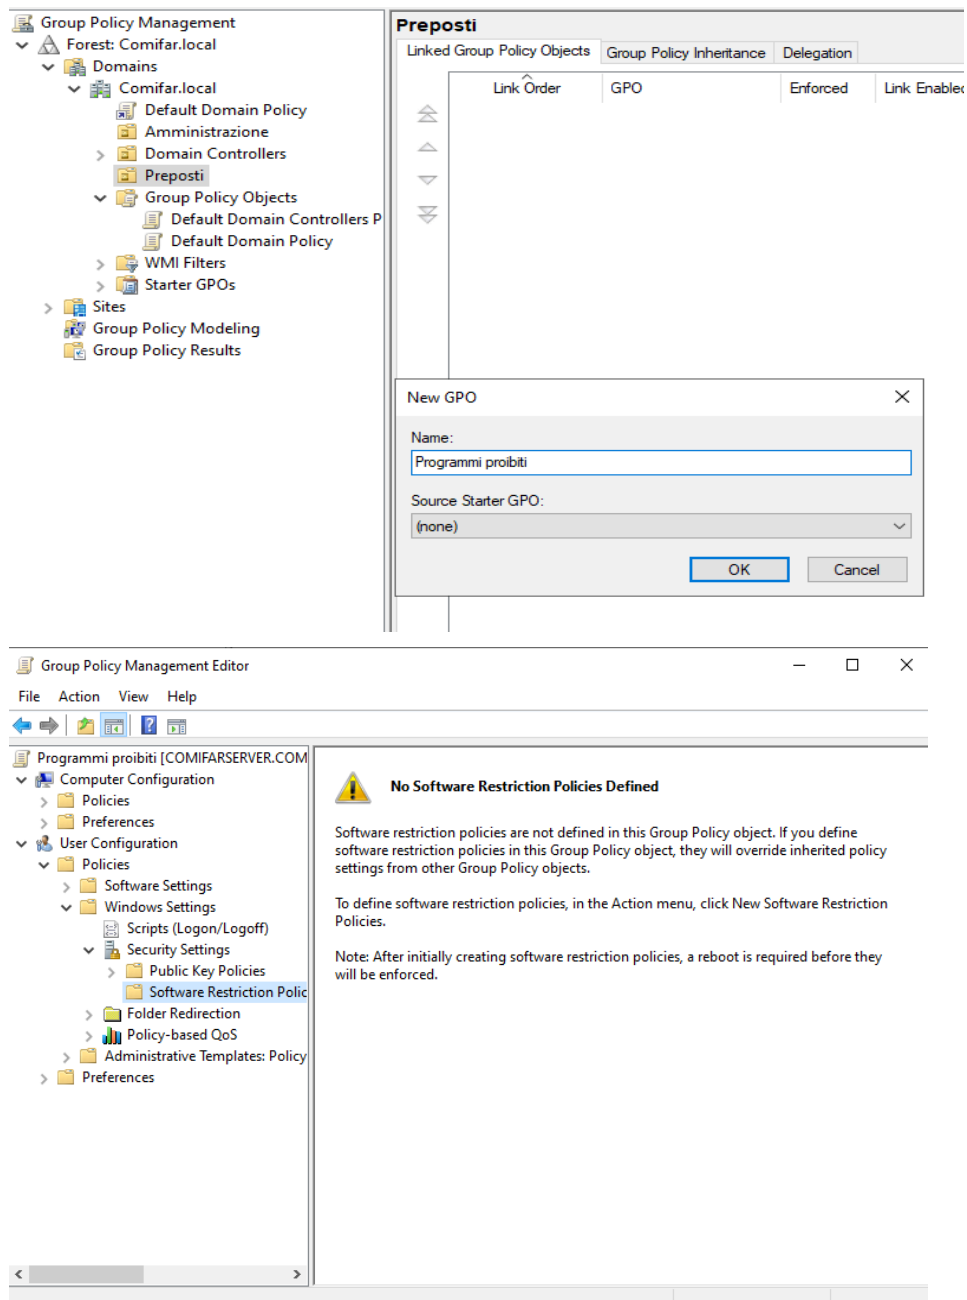 Group Policy Management
Forest: Comifar.local
Domains
Comifar.local
Default Domain Policy
Amministrazione
Domain Controllers
Preposti
Group Policy Objects
Default Domain Controllers P
Default Domain Policy
WMI Filters
Starter GPOs
Sites
Group Policy Modeling
Group Policy Results
Preposti
Linked Group Policy Objects Group Policy Inheritance Delegation
Link Order GPO Enforced Link Enabled
New GPO
Name:
Programmi proibiti
Source Starter GPO:
(none)
OK Cancel
Group Policy Management Editor
File Action View Help
Programmi proibiti [COMIFARSERVER.COM
Computer Configuration
Policies
Preferences
User Configuration
Policies
Software Settings
Windows Settings
Scripts (Logon/Logoff)
Security Settings
Public Key Policies
Software Restriction Polic
Folder Redirection
Policy-based QoS
Administrative Templates: Policy
Preferences
No Software Restriction Policies Defined
Software restriction policies are not defined in this Group Policy object. If you define
software restriction policies in this Group Policy object, they will override inherited policy
settings from other Group Policy objects.
To define software restriction policies, in the Action menu, click New Software Restriction
Policies.
Note: After initially creating software restriction policies, a reboot is required before they
will be enforced.